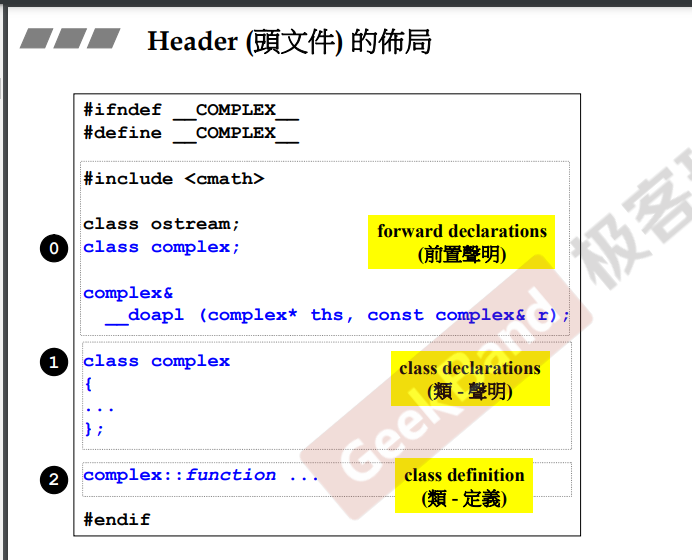 Header (頭文件) 的佈局
#ifndef __COMPLEX__
#define __COMPLEX__
#include <cmath>
class ostream;
class complex;
complex&
__doapl (complex* ths, const complex& r);
0
forward declarations
(前置聲明)
1
class complex
{
...
};
class declarations
(類 - 聲明)
2
complex::function ...
class definition
(類 - 定義)
#endif
GeekBand 极客